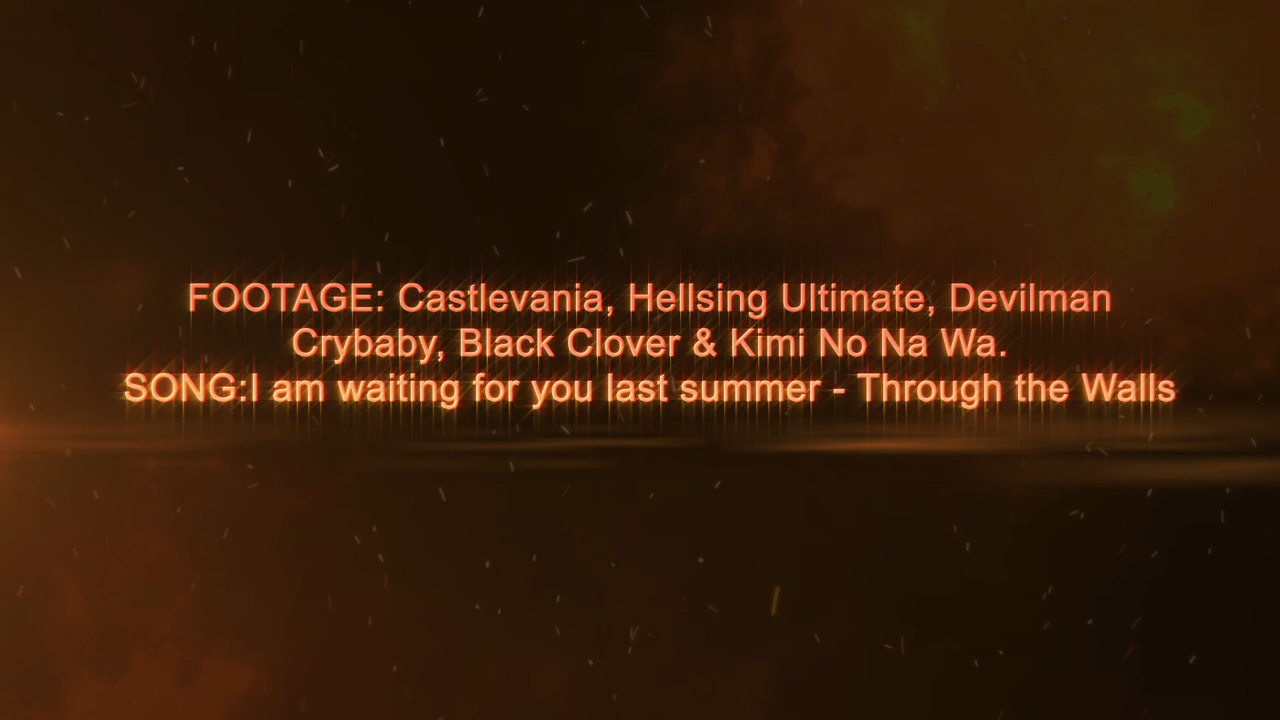 FOOTAGE: Castlevania, Hellsing Ultimate, Devilman
Crybaby, Black Clover & Kimi No Na Wa.
SONG:I am waiting for you last summer - Through the Walls